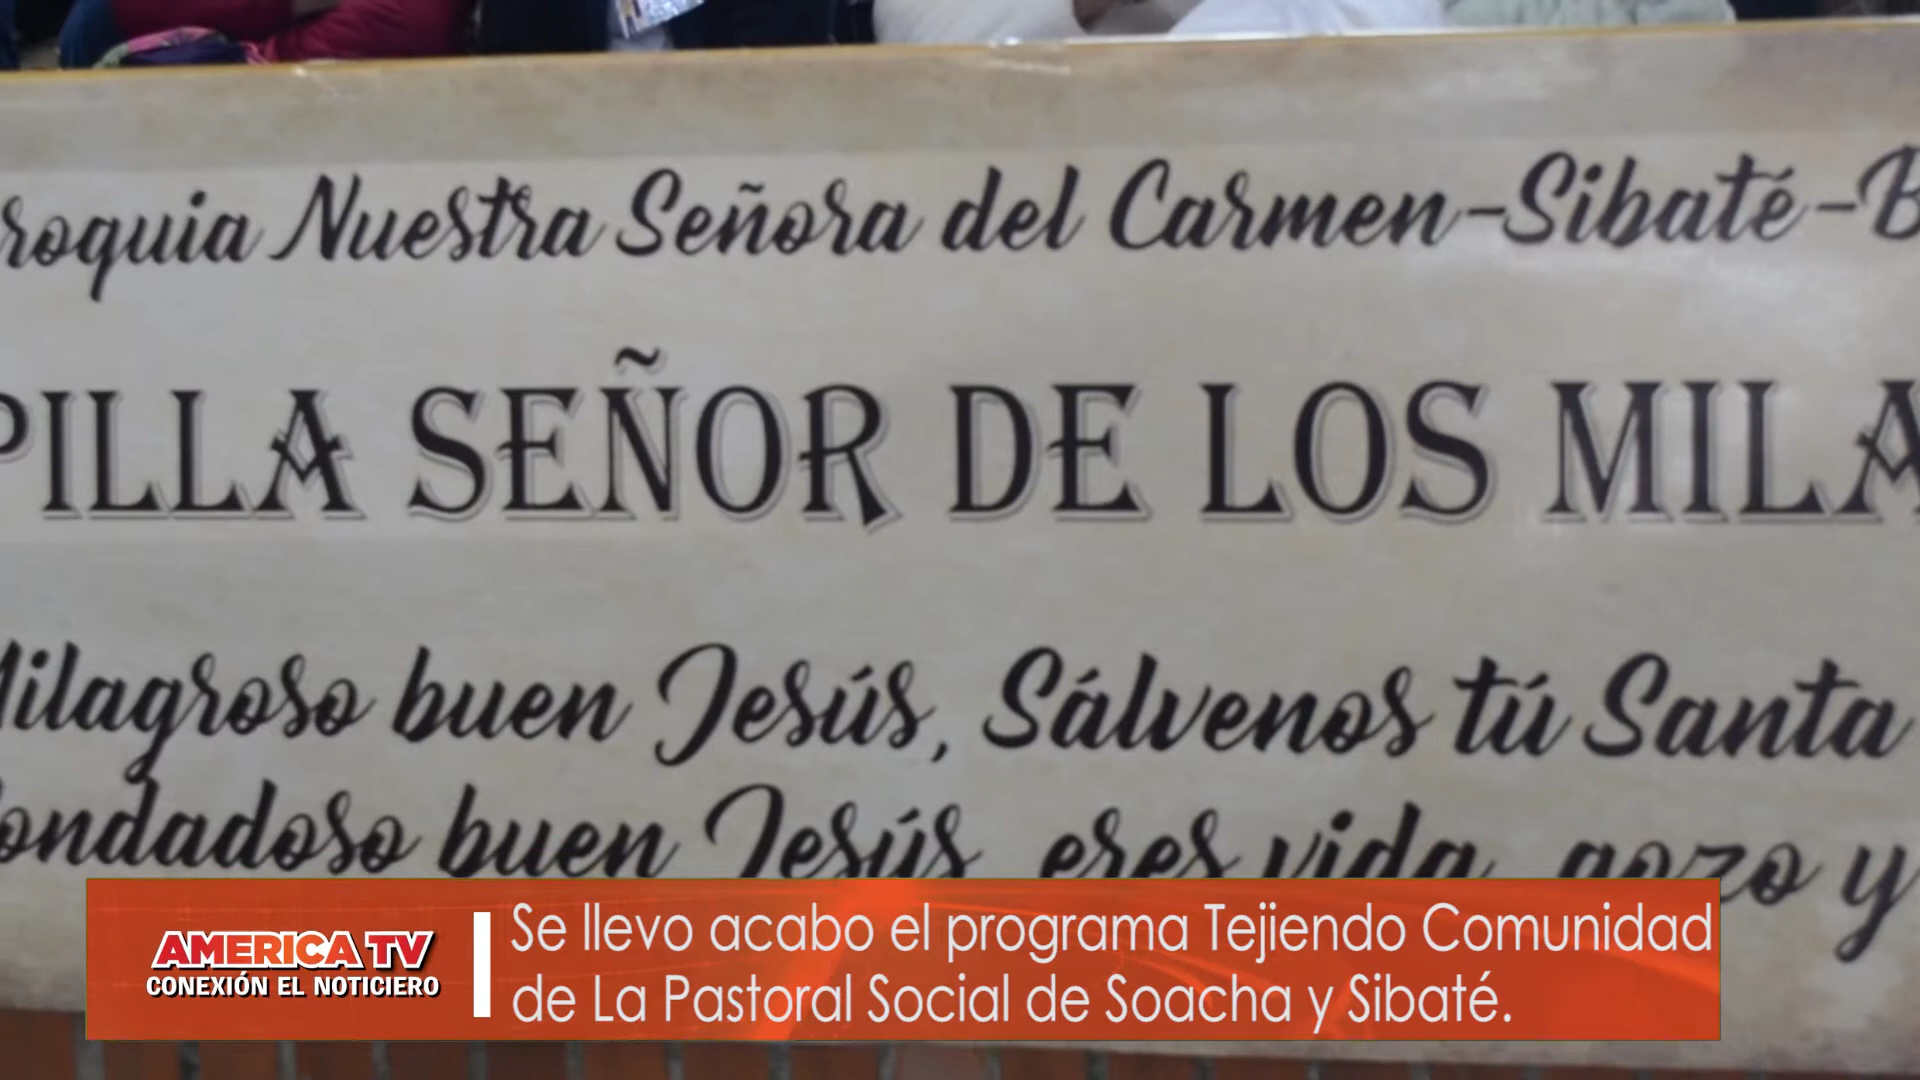 roquia Nuestra Señora del Carmen-Sibaté-B
PILLA SEÑOR DE LOS MILA
Milagroso buen Jesús, Sálvenos tú Santa
ondadoso buen Jesús, eres vida, gozo y
AMERICA TV
CONEXIÓN EL NOTICIERO
Se llevo acabo el programa Tejiendo Comunidad
de La Pastoral Social de Soacha y Sibaté.